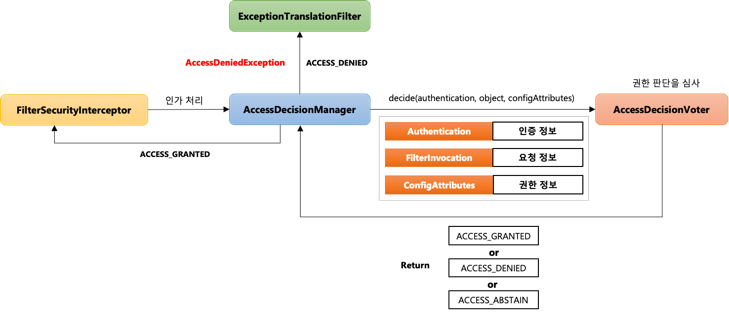 ExceptionTranslationFilter
AccessDeniedException
ACCESS_DENIED
권한 판단을 심사
FilterSecurityInterceptor
인가 처리
AccessDecisionManager
decide(authentication, object, configAttributes)
AccessDecisionVoter
Authentication
인증 정보
FilterInvocation
요청 정보
ConfigAttributes
권한 정보
ACCESS_GRANTED
Return
ACCESS_GRANTED
or
ACCESS_DENIED
or
ACCESS_ABSTAIN